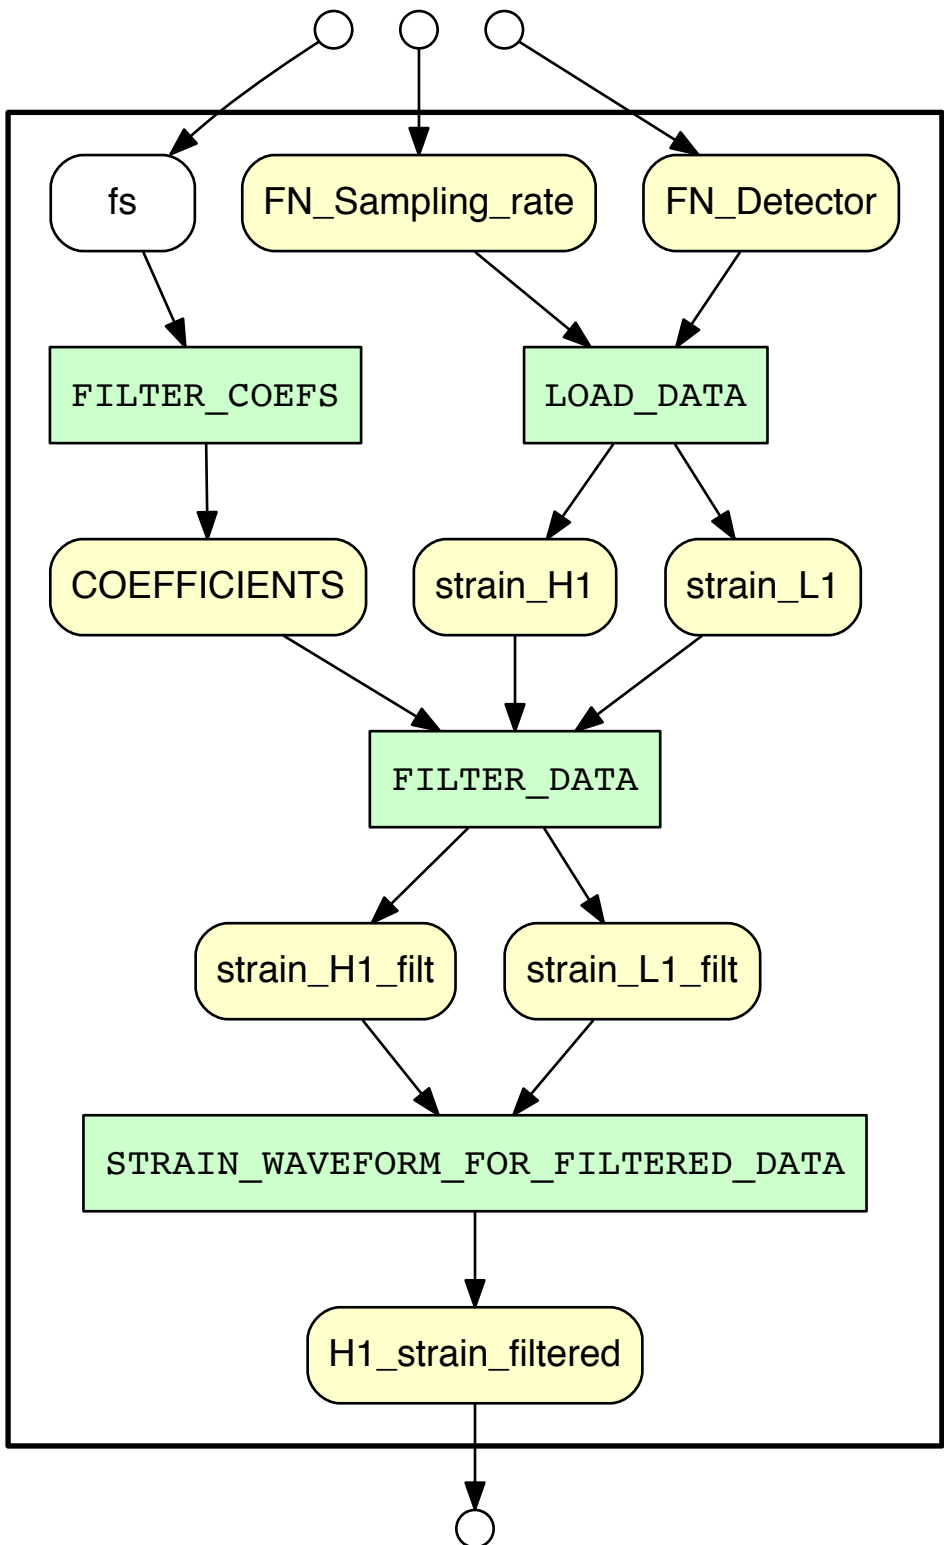 fs
FN_Sampling_rate
FN_Detector
FILTER_COEFS
LOAD_DATA
COEFFICIENTS
strain_H1
strain_L1
FILTER_DATA
strain_H1_filt
strain_L1_filt
STRAIN_WAVEFORM_FOR_FILTERED_DATA
H1_strain_filtered